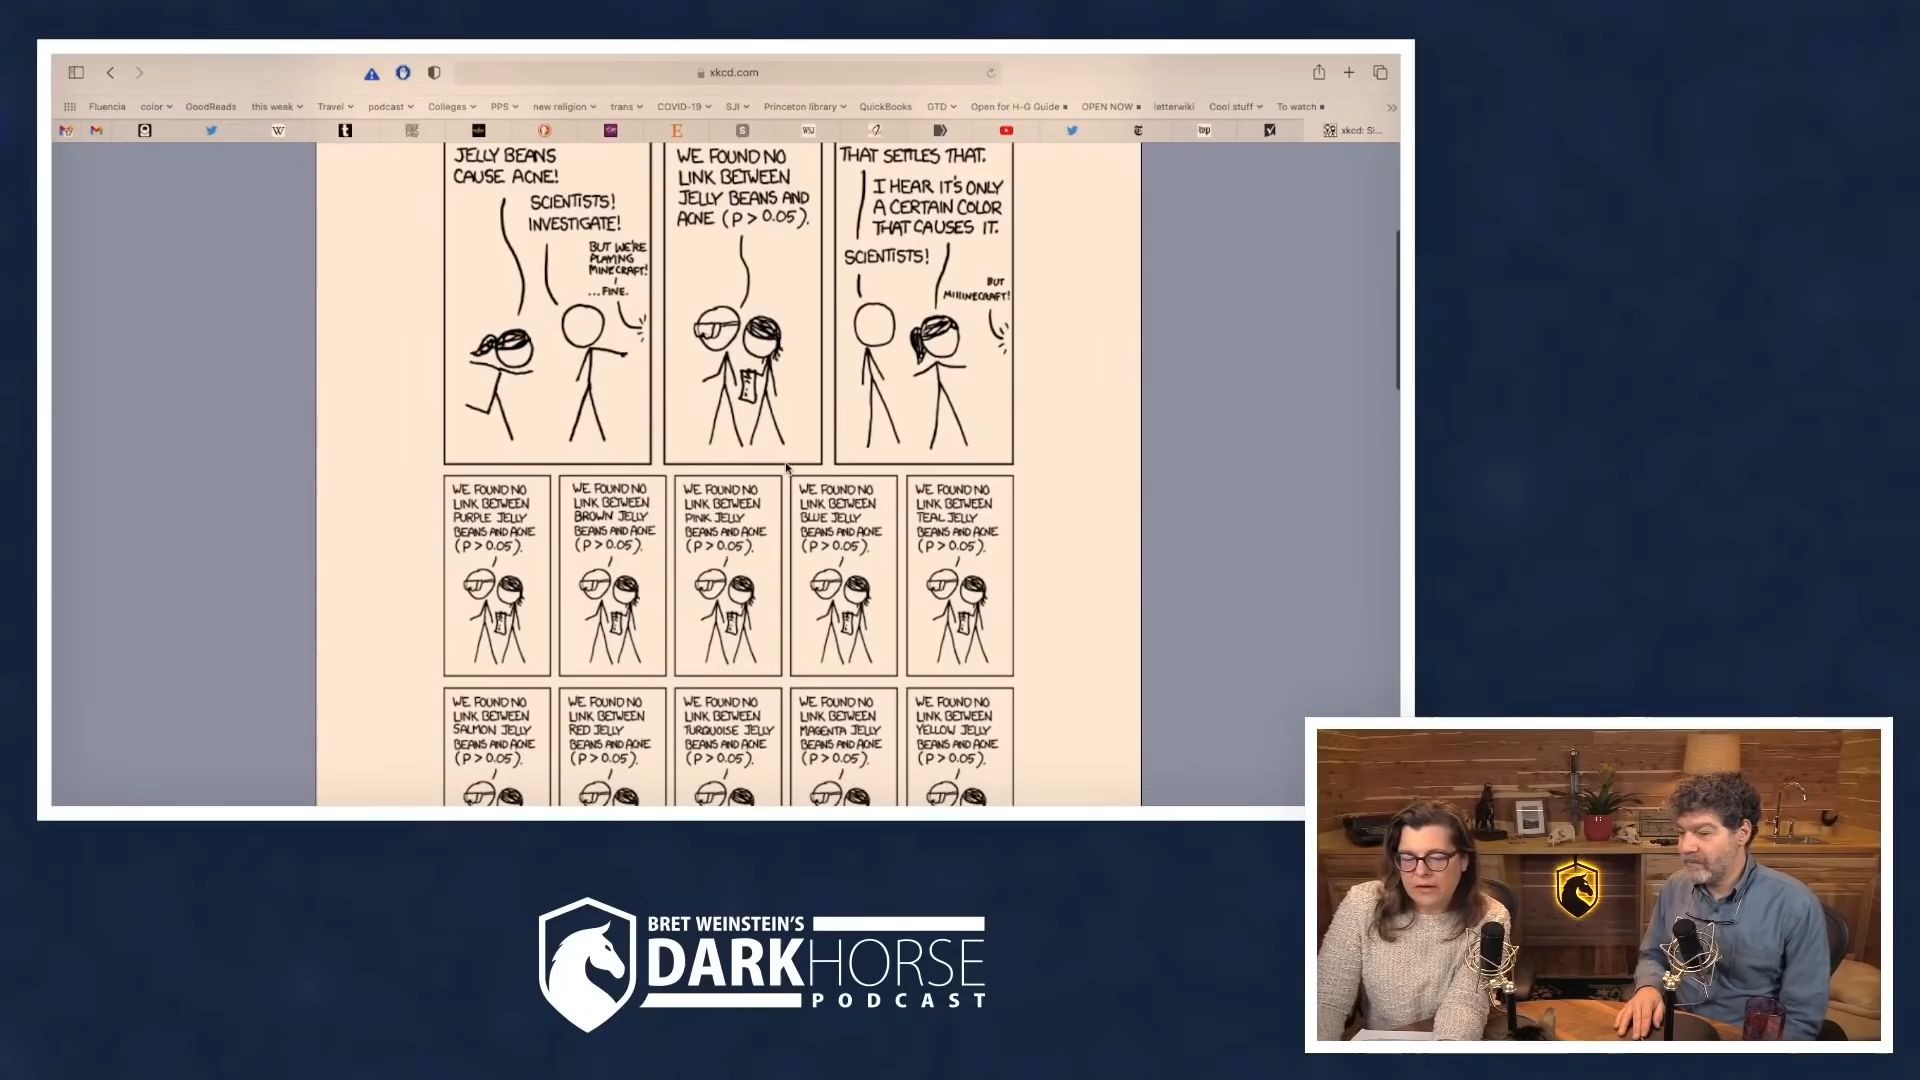 xkcd.com
Fluencia color GoodReads this week Travel podcast Colleges PPS new religion trans COVID-19 SJI Princeton library QuickBooks GTD Open for H-G Guide OPEN NOW letterwiki Cool stuff To watch
W t E S WSJ wp xkcd: Si...
JELLY BEANS
CAUSE ACNE!
SCIENTISTS!
INVESTIGATE!
BUT WE'RE
PLAYING
MINECRAFT!
...FINE.
WE FOUND NO
LINK BETWEEN
JELLY BEANS AND
ACNE (P > 0.05).
THAT SETTLES THAT.
I HEAR IT'S ONLY
A CERTAIN COLOR
THAT CAUSES IT.
SCIENTISTS!
BUT
MIIINECRAFT!
WE FOUND NO
LINK BETWEEN
PURPLE JELLY
BEANS AND ACNE
(P > 0.05).
WE FOUND NO
LINK BETWEEN
BROWN JELLY
BEANS AND ACNE
(P > 0.05).
WE FOUND NO
LINK BETWEEN
PINK JELLY
BEANS AND ACNE
(P > 0.05).
WE FOUND NO
LINK BETWEEN
BLUE JELLY
BEANS AND ACNE
(P > 0.05).
WE FOUND NO
LINK BETWEEN
TEAL JELLY
BEANS AND ACNE
(P > 0.05).
WE FOUND NO
LINK BETWEEN
SALMON JELLY
BEANS AND ACNE
(P > 0.05).
WE FOUND NO
LINK BETWEEN
RED JELLY
BEANS AND ACNE
(P > 0.05).
WE FOUND NO
LINK BETWEEN
TURQUOISE JELLY
BEANS AND ACNE
(P > 0.05).
WE FOUND NO
LINK BETWEEN
MAGENTA JELLY
BEANS AND ACNE
(P > 0.05).
WE FOUND NO
LINK BETWEEN
YELLOW JELLY
BEANS AND ACNE
(P > 0.05).
BRET WEINSTEIN'S
DARKHORSE
PODCAST